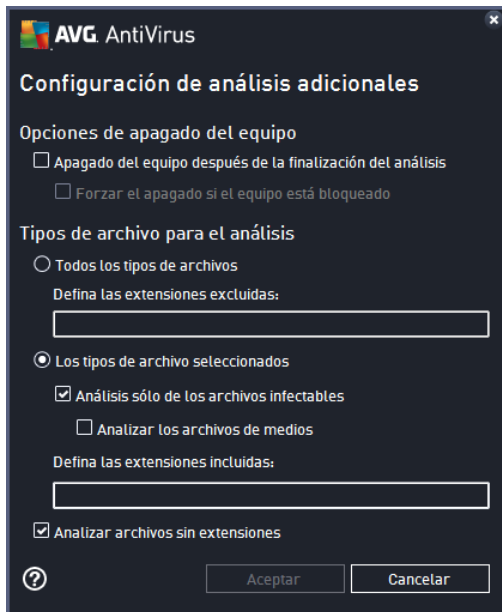 AVG. AntiVirus
Configuración de análisis adicionales
Opciones de apagado del equipo
Apagado del equipo después de la finalización del análisis
Forzar el apagado si el equipo está bloqueado
Tipos de archivo para el análisis
Todos los tipos de archivos
Defina las extensiones excluidas:
Los tipos de archivo seleccionados
Análisis sólo de los archivos infectables
Analizar los archivos de medios
Defina las extensiones incluidas:
Analizar archivos sin extensiones
?
Aceptar
Cancelar